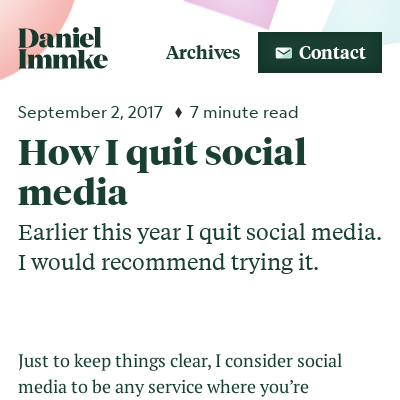 Daniel
Immke
Archives
Contact
September 2, 2017 ♦ 7 minute read
How I quit social
media
Earlier this year I quit social media.
I would recommend trying it.
Just to keep things clear, I consider social
media to be any service where you’re